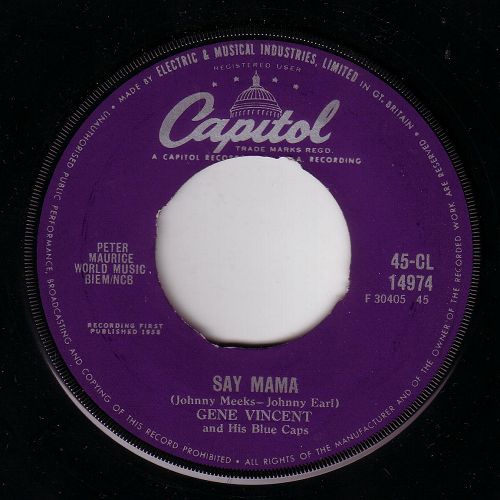 · MADE BY ELECTRIC & MUSICAL INDUSTRIES, LIMITED IN GT. BRITAIN ·
REGISTERED USER
Capitol
TRADE MARKS REGD.
A CAPITOL RECORDING
PETER
MAURICE
WORLD MUSIC
BIEM/NCB
45-CL
14974
F 30405 45
RECORDING FIRST
PUBLISHED 1958
SAY MAMA
(Johnny Meeks-Johnny Earl)
GENE VINCENT
and His Blue Caps
UNAUTHORISED PUBLIC PERFORMANCE, BROADCASTING AND COPYING OF THIS RECORD PROHIBITED · ALL RIGHTS OF THE MANUFACTURER AND OF THE OWNER OF THE RECORDED WORK ARE RESERVED